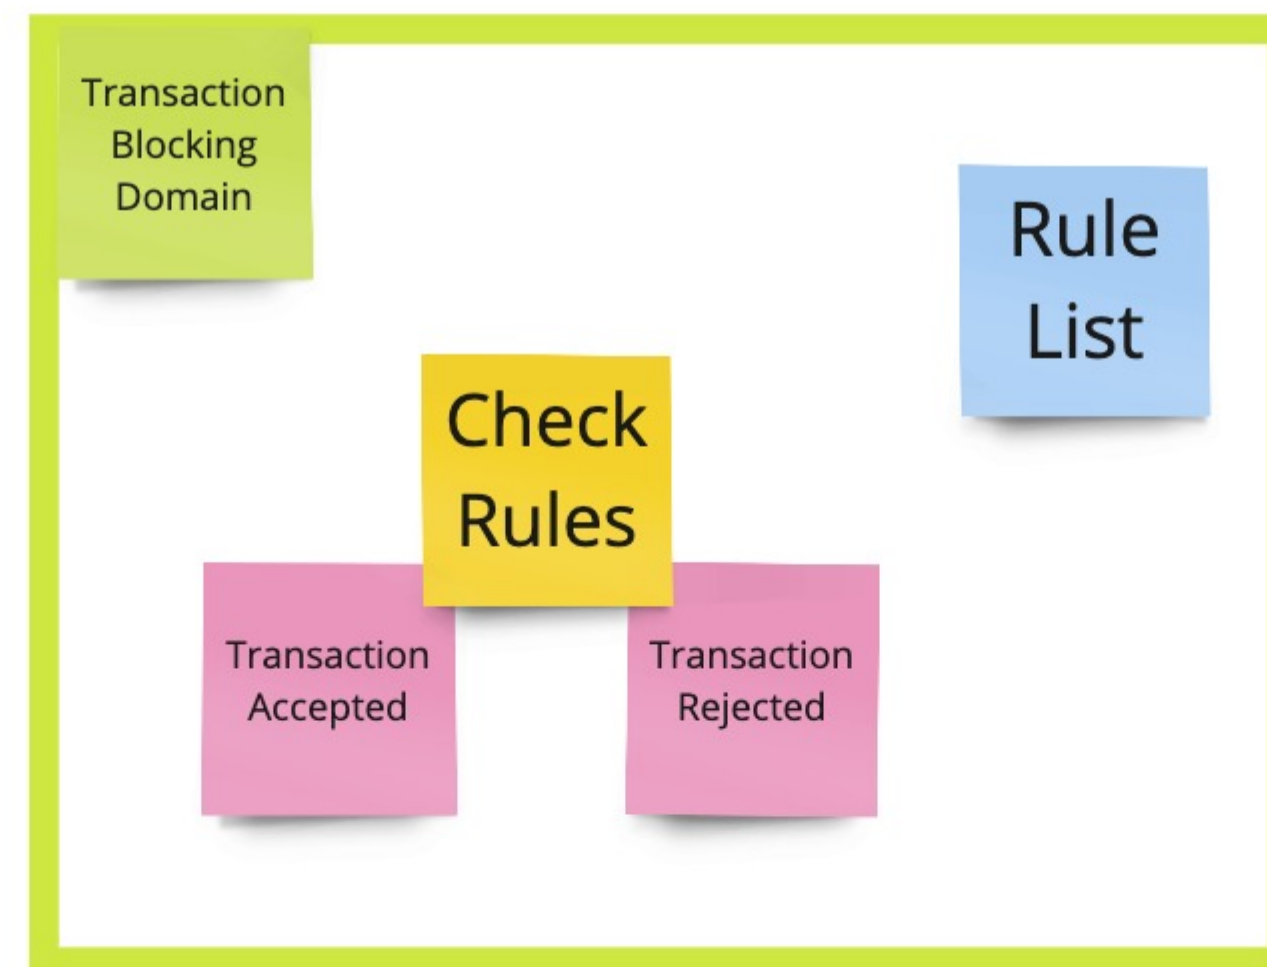 Transaction
Blocking
Domain
Rule
List
Check
Rules
Transaction
Accepted
Transaction
Rejected